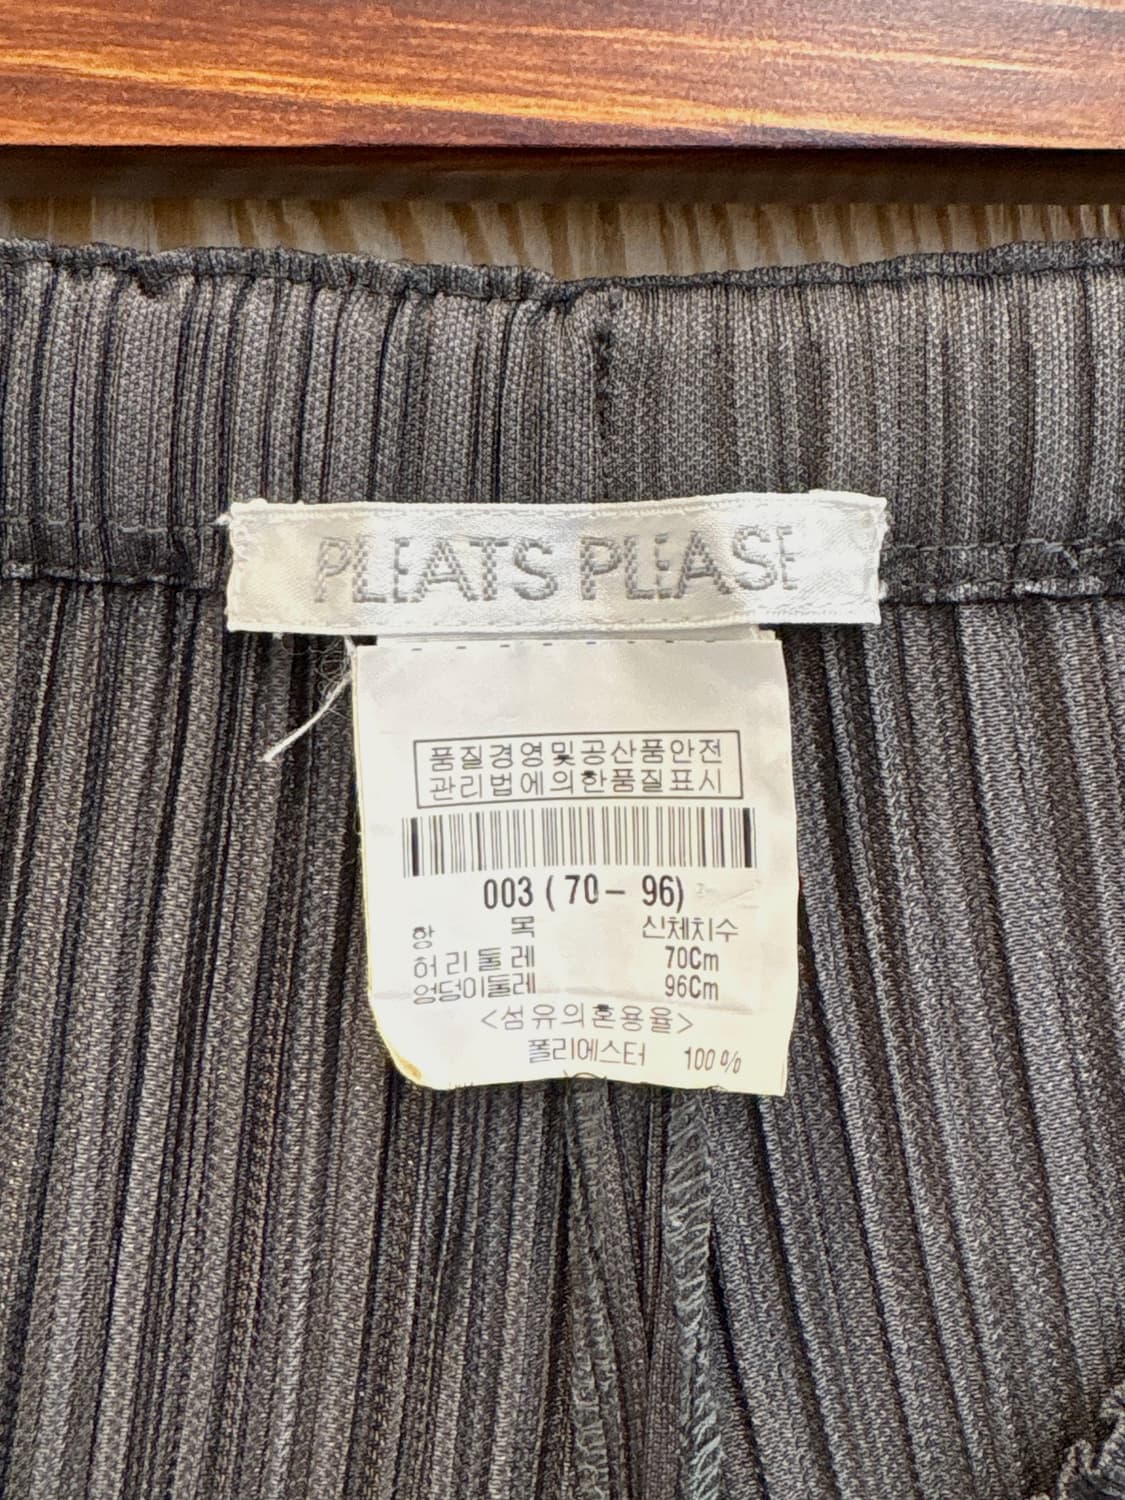 PLEATS PLEASE
품질경영및공산품안전
관리법에의한품질표시
003 ( 70 - 96)
항 목 신체치수
허리둘레 70Cm
엉덩이둘레 96Cm
<섬유의혼용율>
폴리에스터 100 %